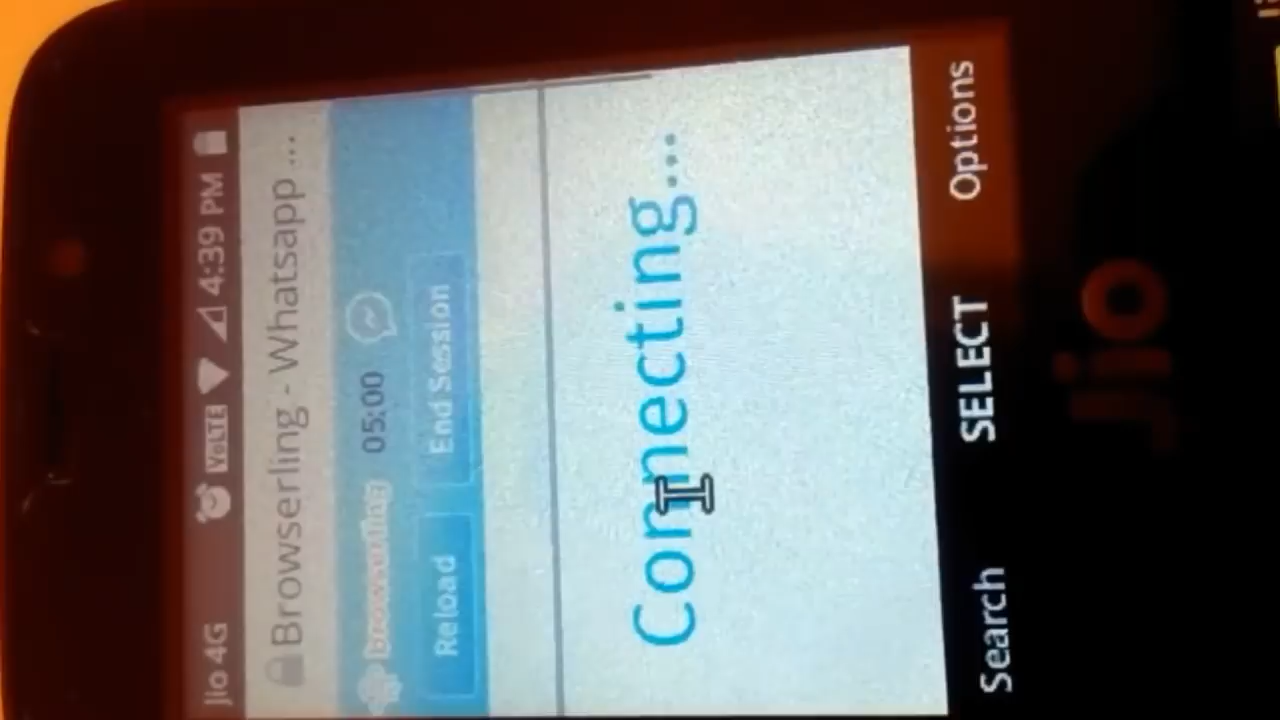 Jio 4G VoLTE 4:39 PM
Browserling - Whatsapp ...
browserling 05:00
Reload End Session
Connecting...
Search SELECT Options
Jio